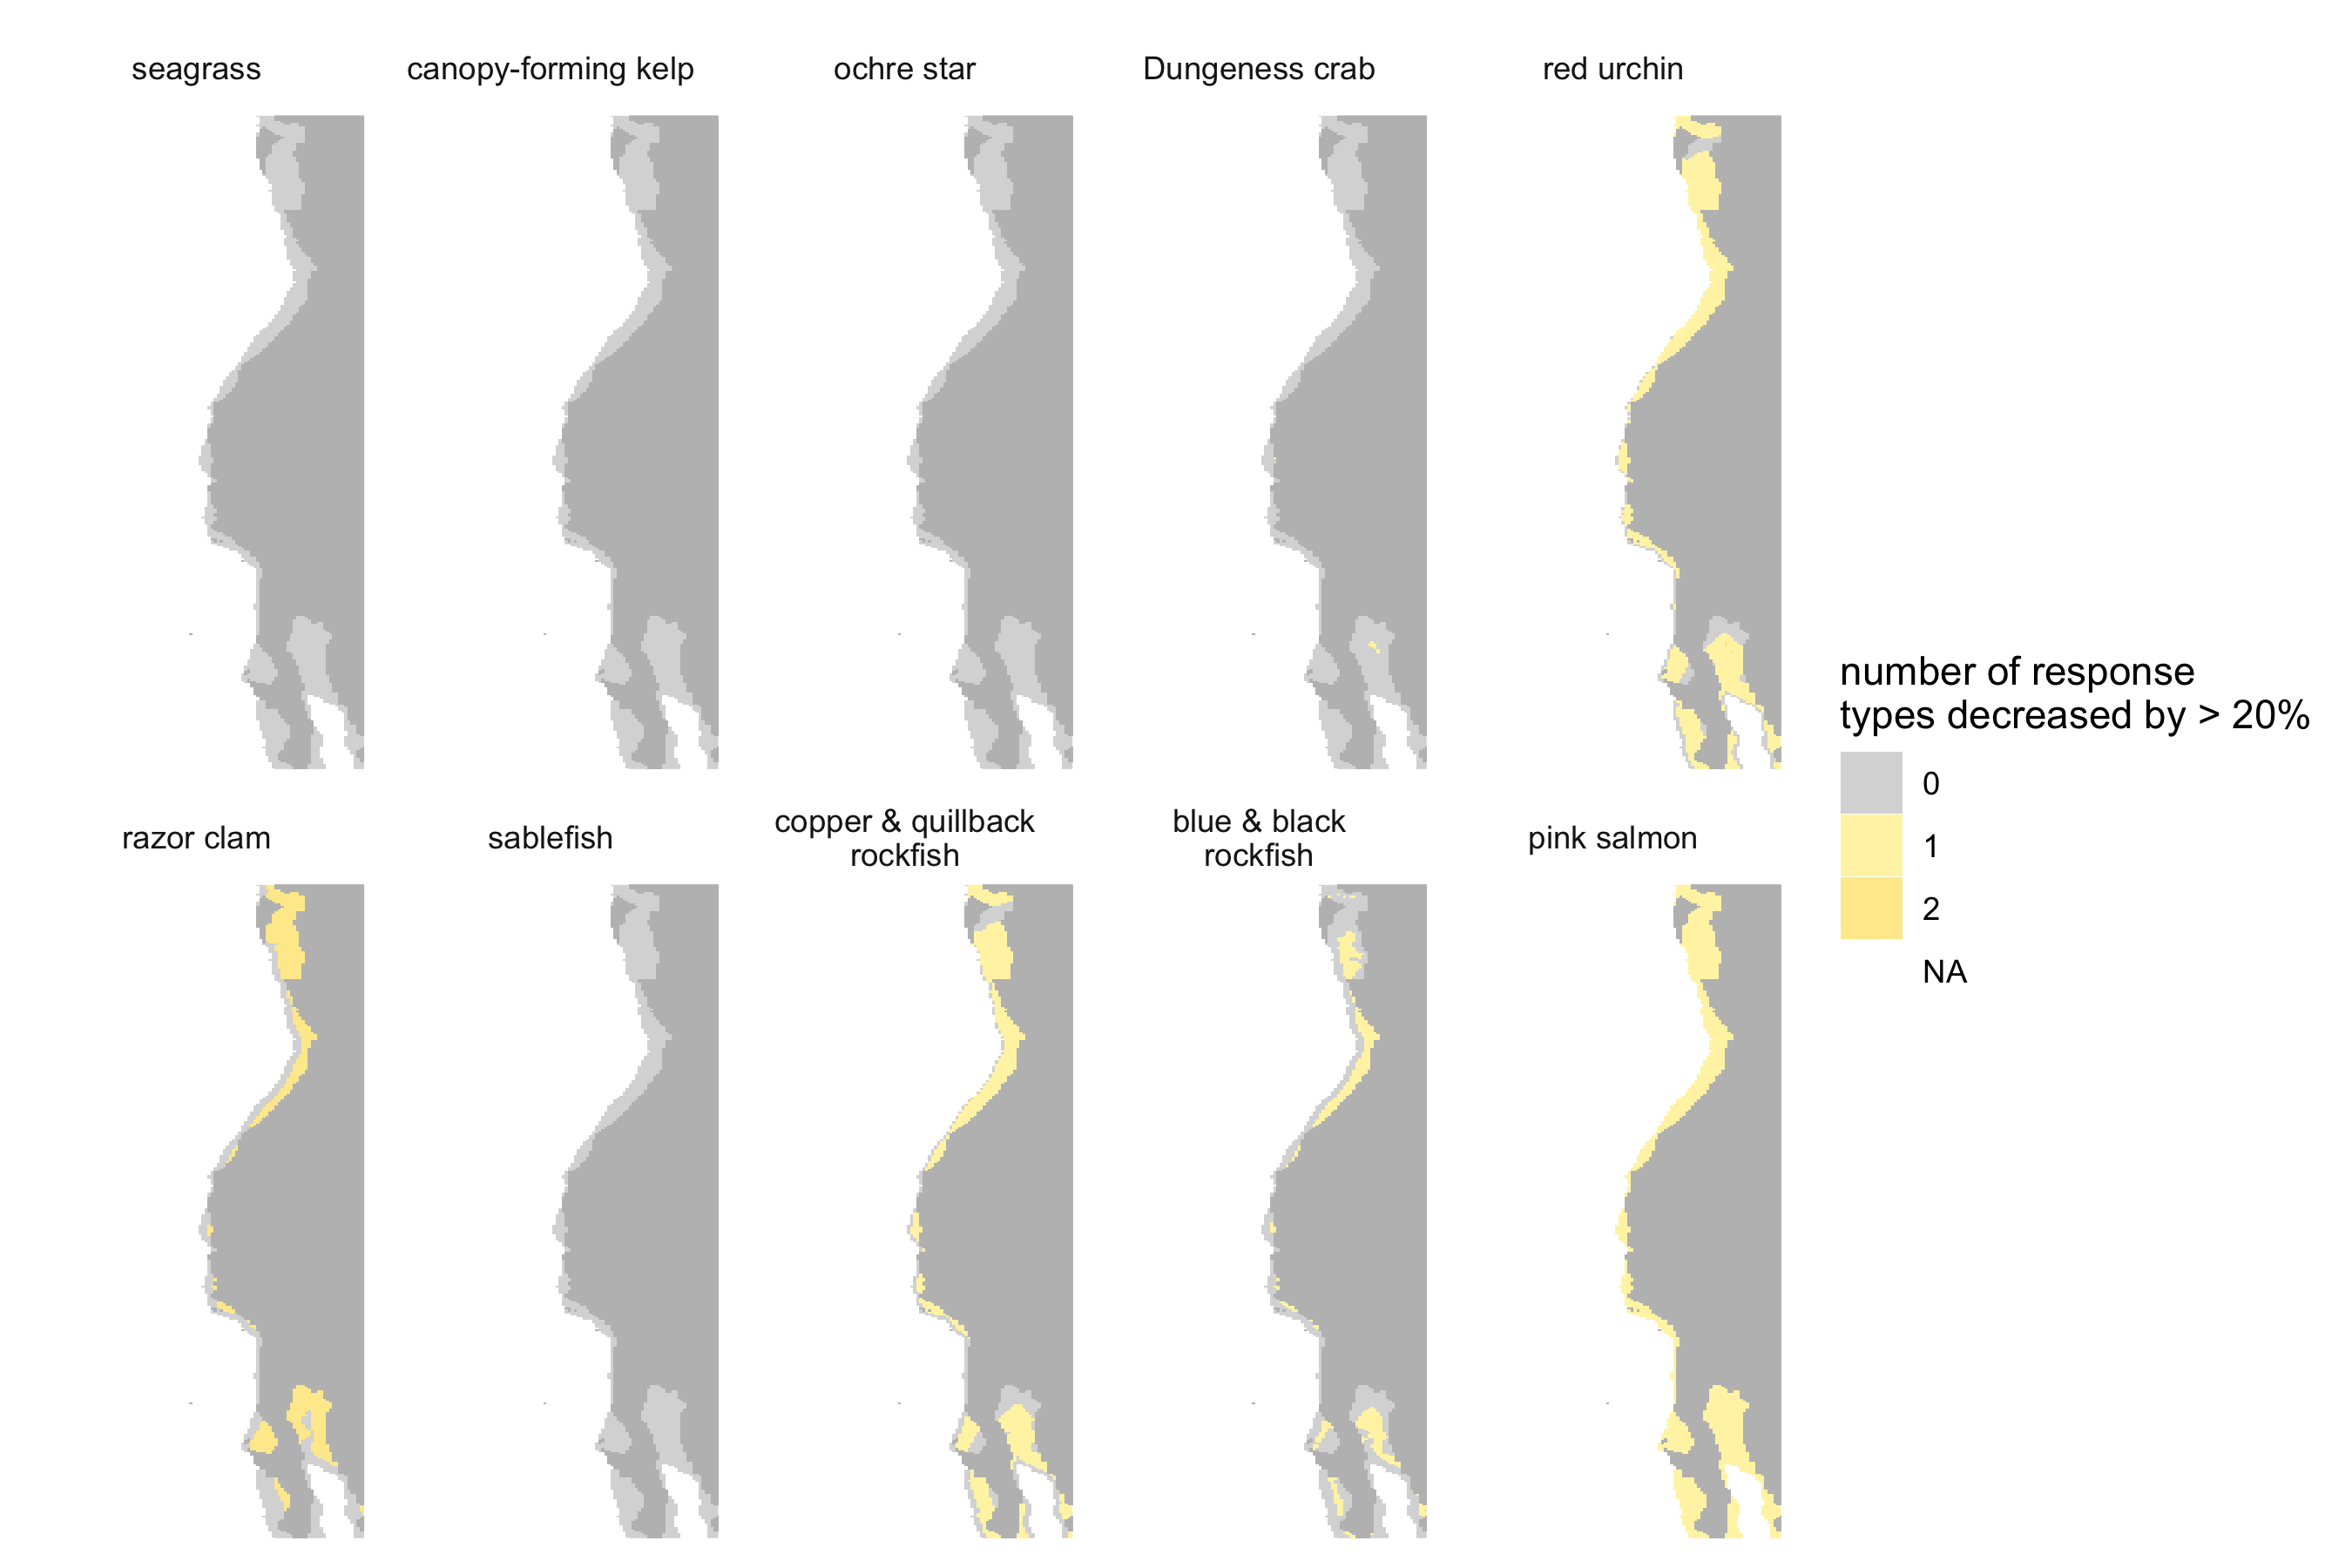 seagrass
canopy-forming kelp
ochre star
Dungeness crab
red urchin
razor clam
sablefish
copper & quillback
rockfish
blue & black
rockfish
pink salmon
number of response
types decreased by > 20%
0
1
2
NA